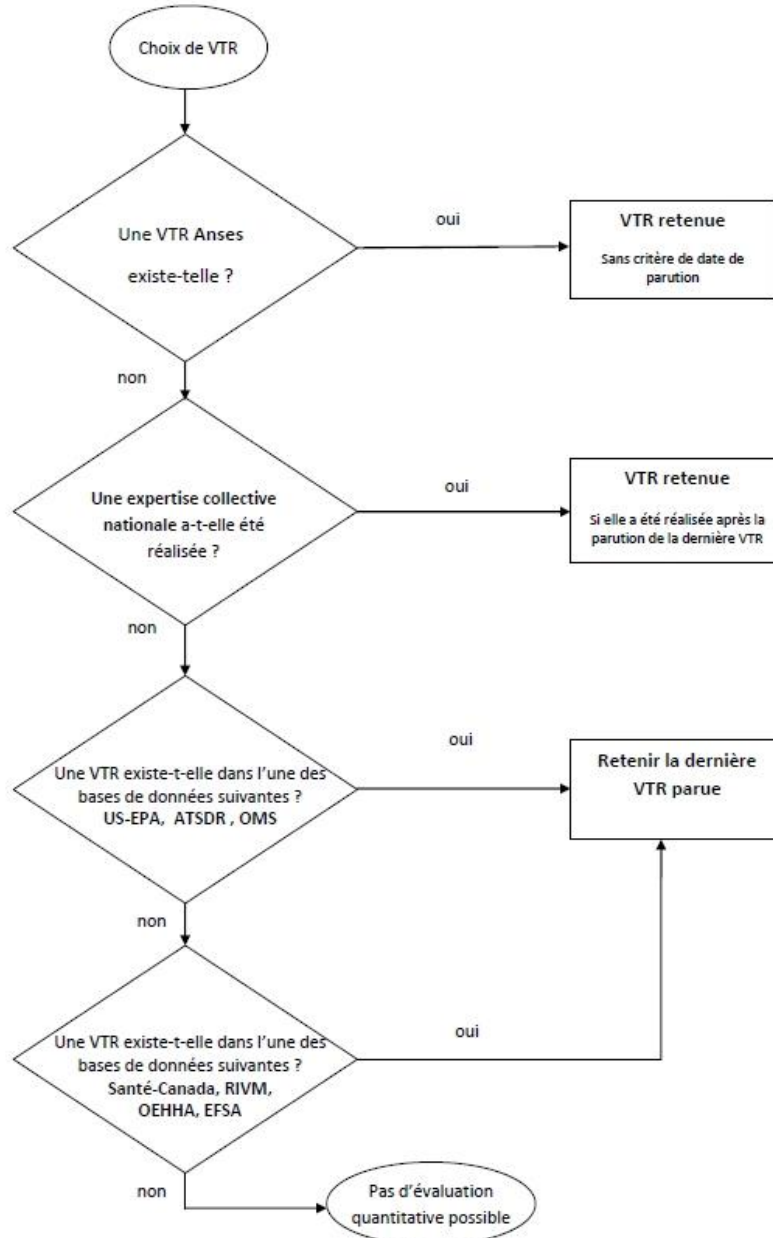 Choix de VTR
Une VTR Anses
existe-telle ?
oui
VTR retenue
Sans critère de date de
parution
non
Une expertise collective
nationale a-t-elle été
réalisée ?
oui
VTR retenue
Si elle a été réalisée après la
parution de la dernière VTR
non
Une VTR existe-t-elle dans l'une des
bases de données suivantes ?
US-EPA, ATSDR , OMS
oui
Retenir la dernière
VTR parue
non
Une VTR existe-t-elle dans l'une des
bases de données suivantes ?
Santé-Canada, RIVM,
OEHHA, EFSA
oui
non
Pas d'évaluation
quantitative possible